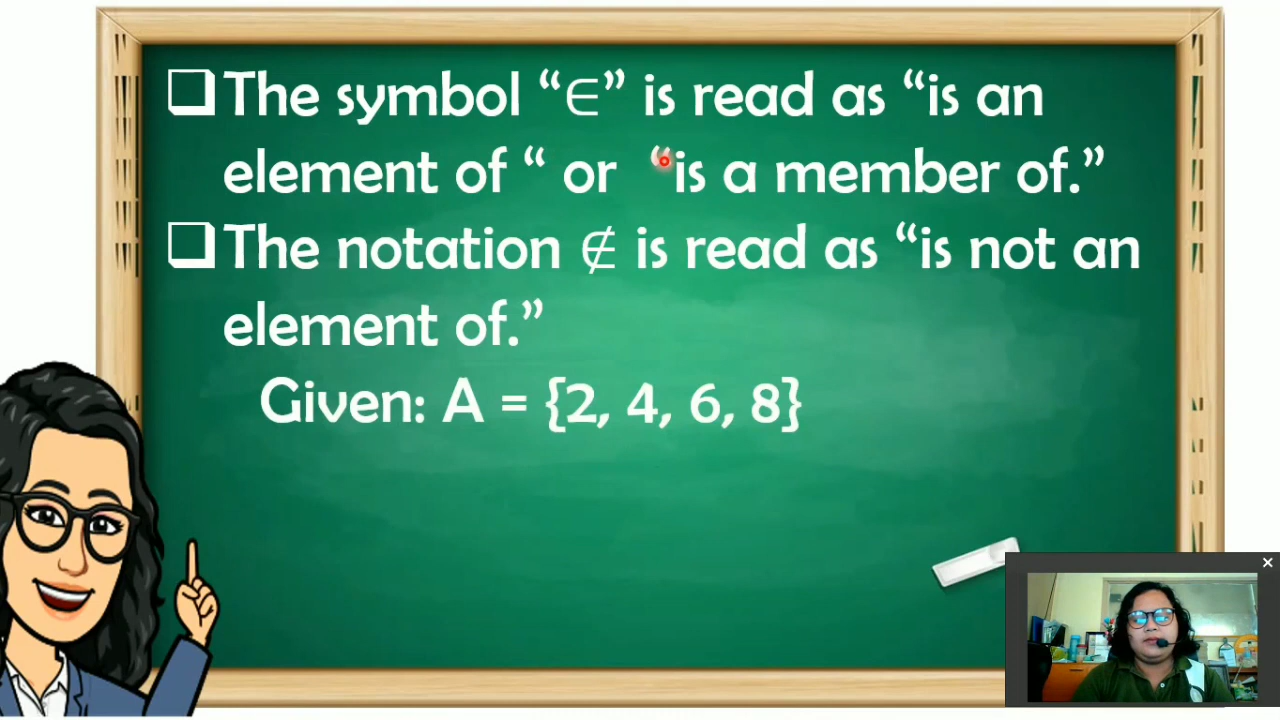 ❑The symbol “∈” is read as “is an
element of “ or “is a member of.”
❑The notation ∉ is read as “is not an
element of.”
Given: A = {2, 4, 6, 8}